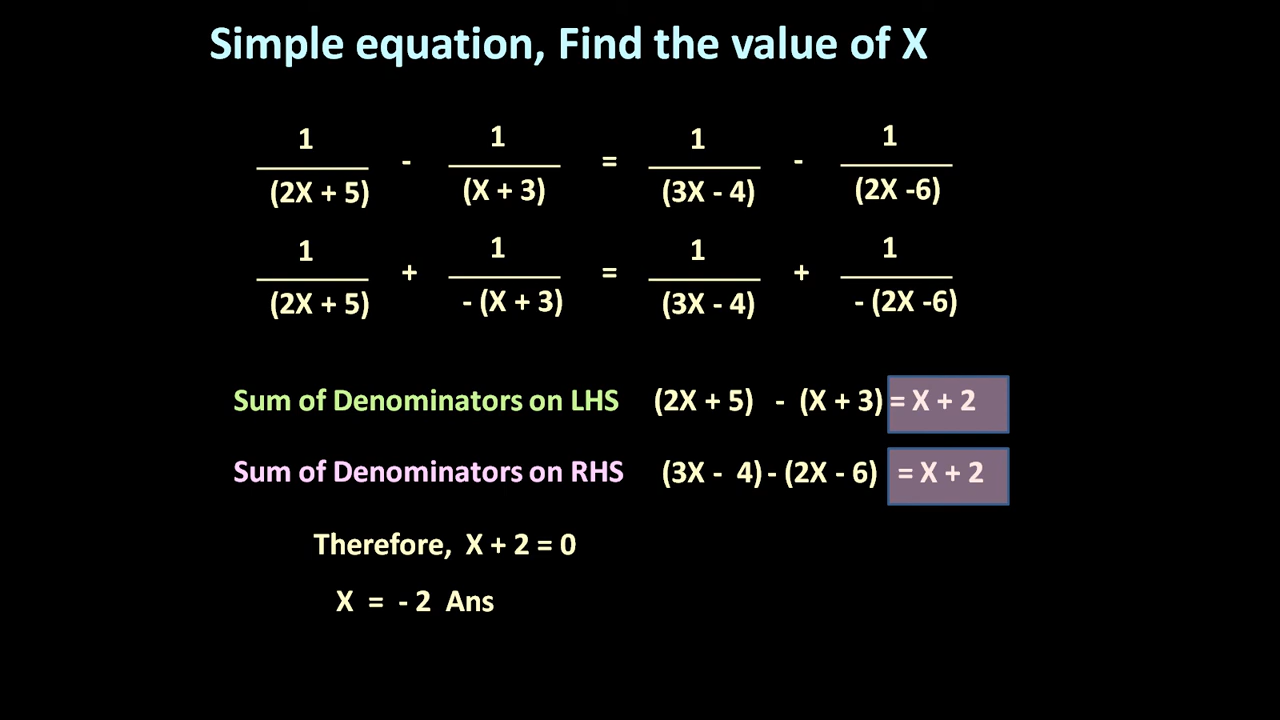 Simple equation, Find the value of X
1 1 1 1
- = -
(2X + 5) (X + 3) (3X - 4) (2X -6)
1 1 1 1
+ = +
(2X + 5) - (X + 3) (3X - 4) - (2X -6)
Sum of Denominators on LHS (2X + 5) - (X + 3) = X + 2
Sum of Denominators on RHS (3X - 4) - (2X - 6) = X + 2
Therefore, X + 2 = 0
X = - 2 Ans